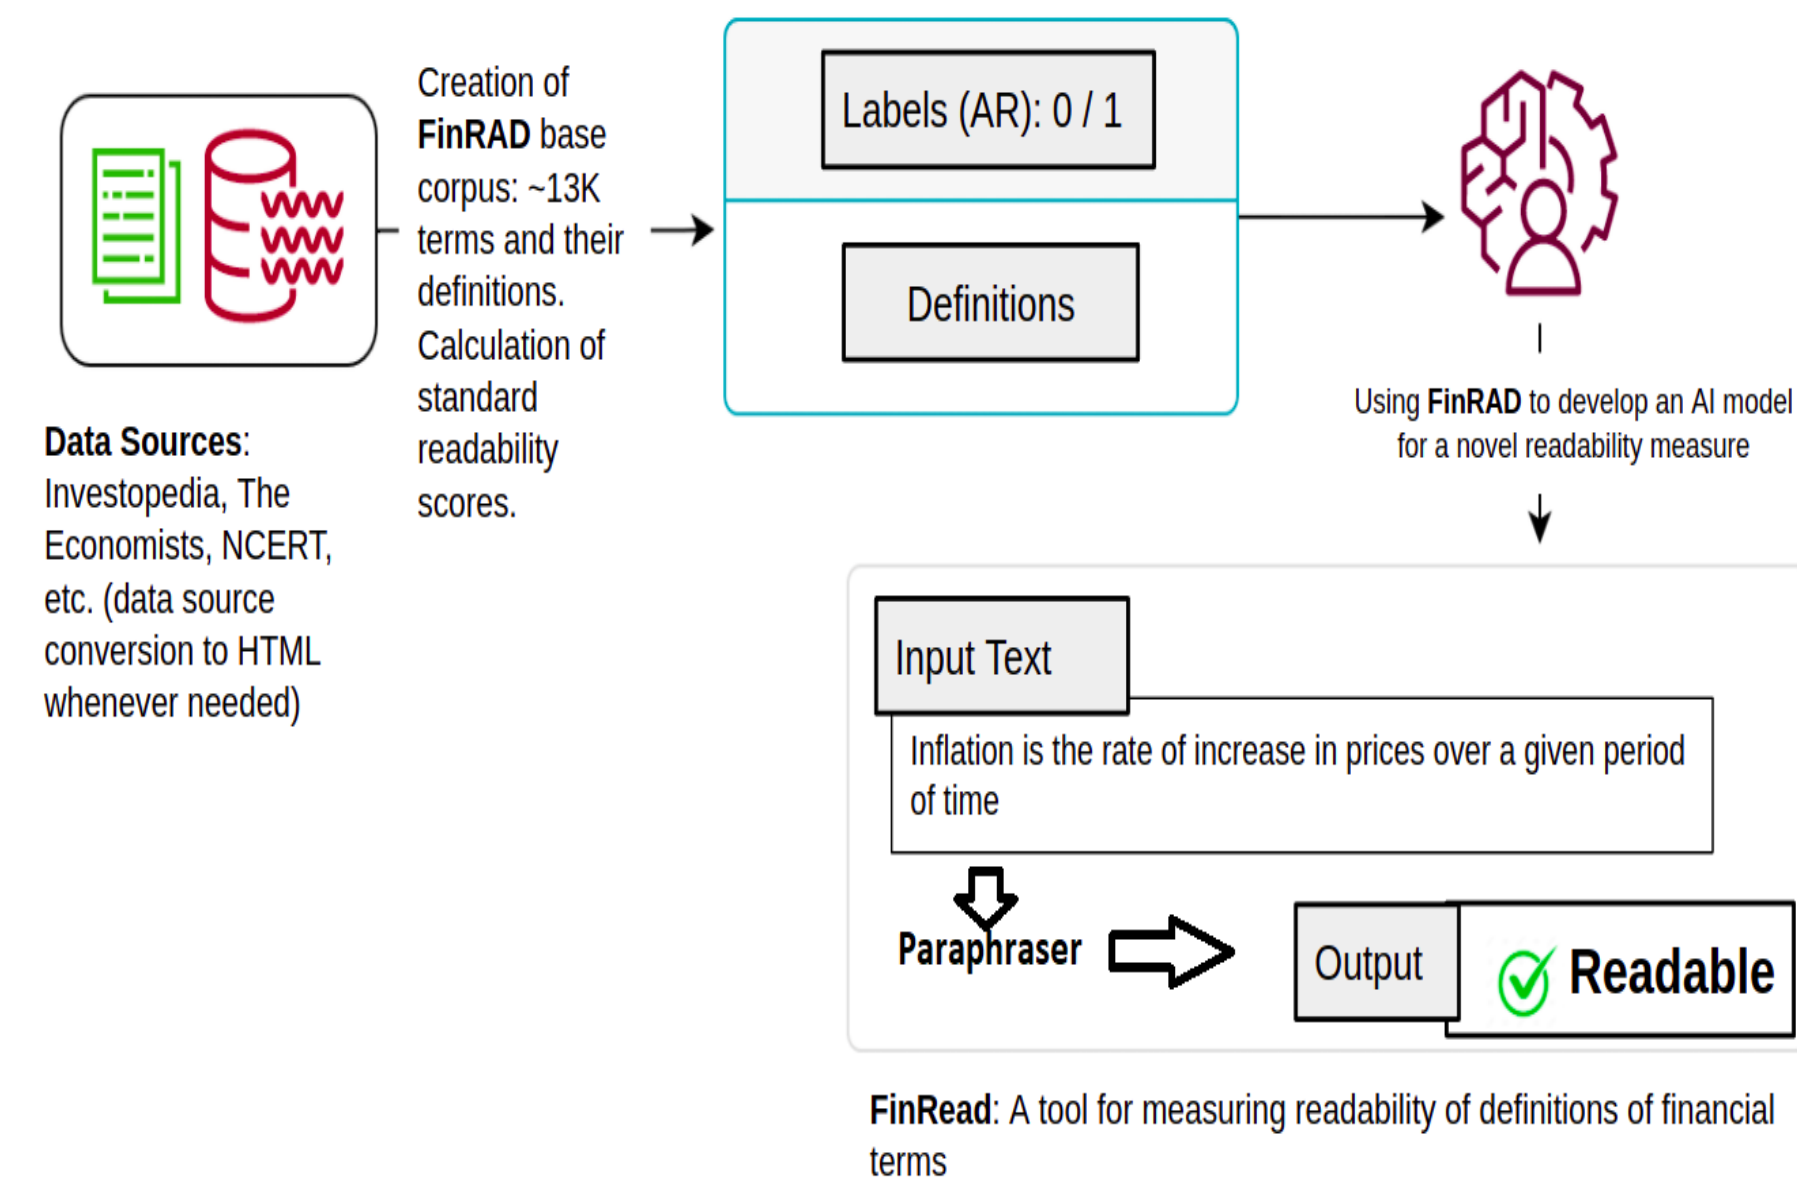 Data Sources:
Investopedia, The
Economists, NCERT,
etc. (data source
conversion to HTML
whenever needed)
Creation of
FinRAD base
corpus: ~13K
terms and their
definitions.
Calculation of
standard
readability
scores.
Labels (AR): 0 / 1
Definitions
Using FinRAD to develop an AI model
for a novel readability measure
Input Text
Inflation is the rate of increase in prices over a given period
of time
Paraphraser
Output
Readable
FinRead: A tool for measuring readability of definitions of financial
terms